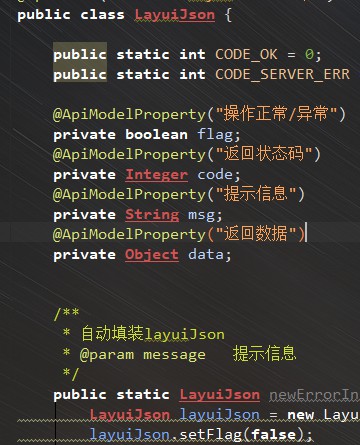 public class LayuiJson {
public static int CODE_OK = 0;
public static int CODE_SERVER_ERR
@ApiModelProperty("操作正常/异常")
private boolean flag;
@ApiModelProperty("返回状态码")
private Integer code;
@ApiModelProperty("提示信息")
private String msg;
@ApiModelProperty("返回数据")
private Object data;
/**
* 自动填装layuiJson
* @param message 提示信息
*/
public static LayuiJson newErrorIn
LayuiJson layuiJson = new Layu
layuiJson.setFlag(false);